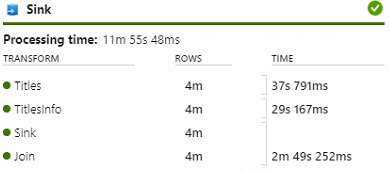 Sink
Processing time: 11m 55s 48ms
TRANSFORM ROWS TIME
Titles 4m 37s 791ms
TitlesInfo 4m 29s 167ms
Sink 4m
Join 4m 2m 49s 252ms